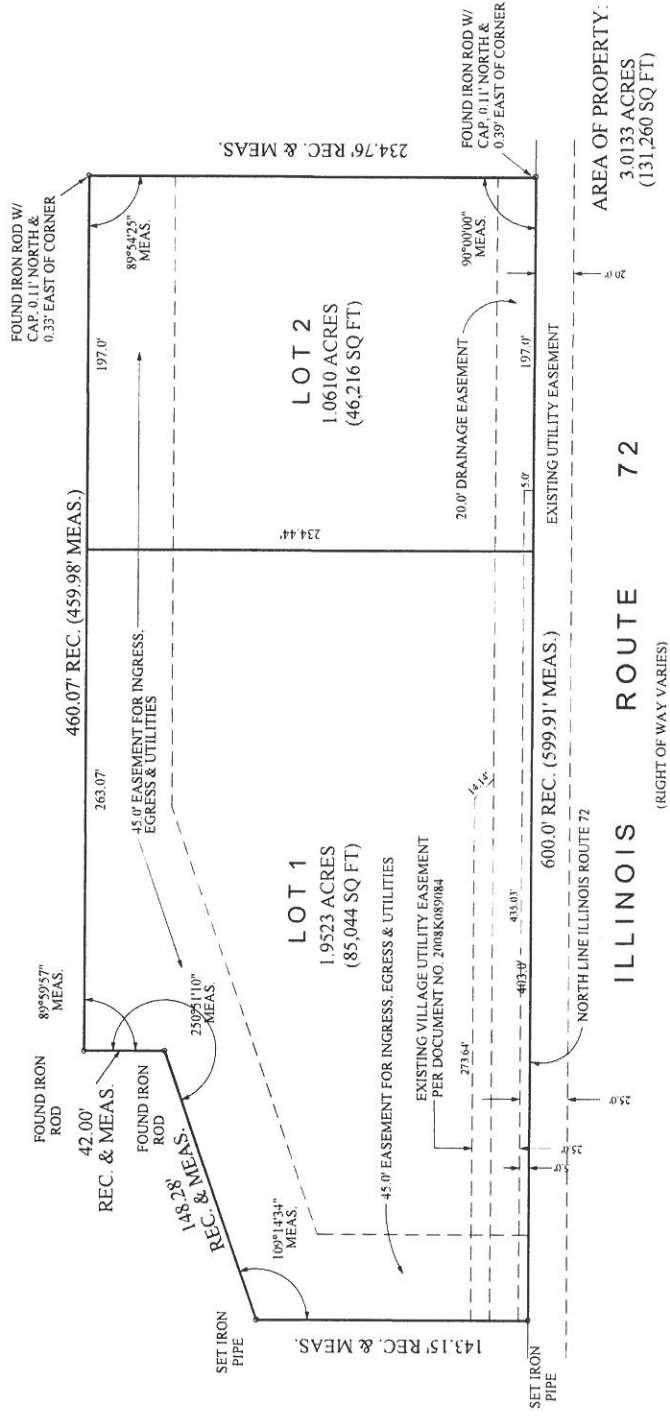 FOUND IRON ROD W/
CAP, 0.11' NORTH &
0.33' EAST OF CORNER
460.07' REC. (459.98' MEAS.)
263.07'
197.0'
89°59'57"
MEAS.
FOUND IRON
ROD
42.00'
REC. & MEAS.
FOUND IRON
ROD
250°51'10"
MEAS.
148.28'
REC. & MEAS.
45.0' EASEMENT FOR INGRESS,
EGRESS & UTILITIES
89°54'25"
MEAS.
234.76' REC. & MEAS.
SET IRON
PIPE
109°14'34"
MEAS.
143.15' REC. & MEAS.
LOT 1
1.9523 ACRES
(85,044 SQ FT)
234.44'
LOT 2
1.0610 ACRES
(46,216 SQ FT)
45.0' EASEMENT FOR INGRESS, EGRESS & UTILITIES
EXISTING VILLAGE UTILITY EASEMENT
PER DOCUMENT NO. 2008K089084
273.64'
14.14'
20.0' DRAINAGE EASEMENT
90°00'00"
MEAS.
FOUND IRON ROD W/
CAP, 0.11' NORTH &
0.39' EAST OF CORNER
435.03'
403.0'
5.0'
197.0'
SET IRON
PIPE
5.0'
25.0'
25.0'
NORTH LINE ILLINOIS ROUTE 72
600.0' REC. (599.91' MEAS.)
EXISTING UTILITY EASEMENT
20.0'
ILLINOIS ROUTE 72
(RIGHT OF WAY VARIES)
AREA OF PROPERTY:
3.0133 ACRES
(131,260 SQ FT)